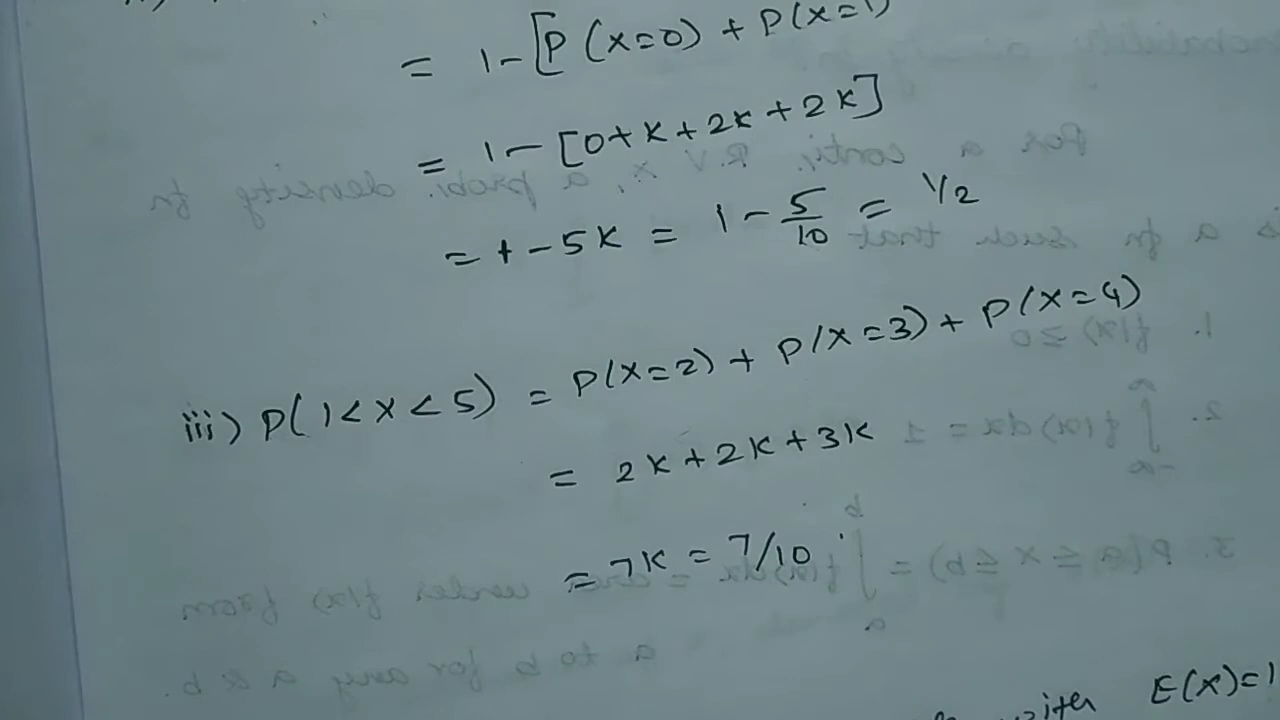 = 1 - [P (x=0) + P(x=1)
= 1 - [0+k+2k+2k]
= 1 - 5k = 1 - 5/10 = 1/2
iii) P(1<x<5) = P(x=2) + P(x=3) + P(x=4)
= 2k+2k+3k
= 7k = 7/10.
E(x)=1